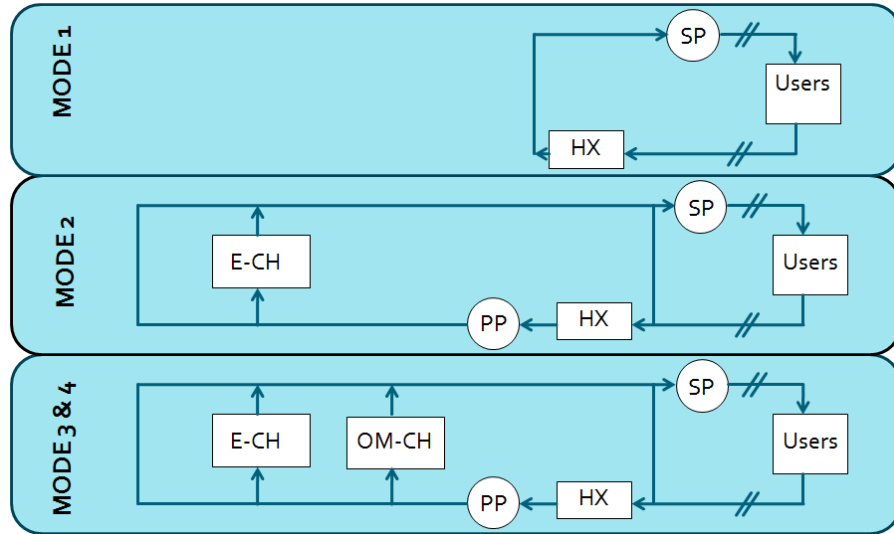 MODE 1
SP
Users
HX
MODE 2
SP
E-CH
Users
PP
HX
MODE 3 & 4
SP
E-CH
OM-CH
Users
PP
HX